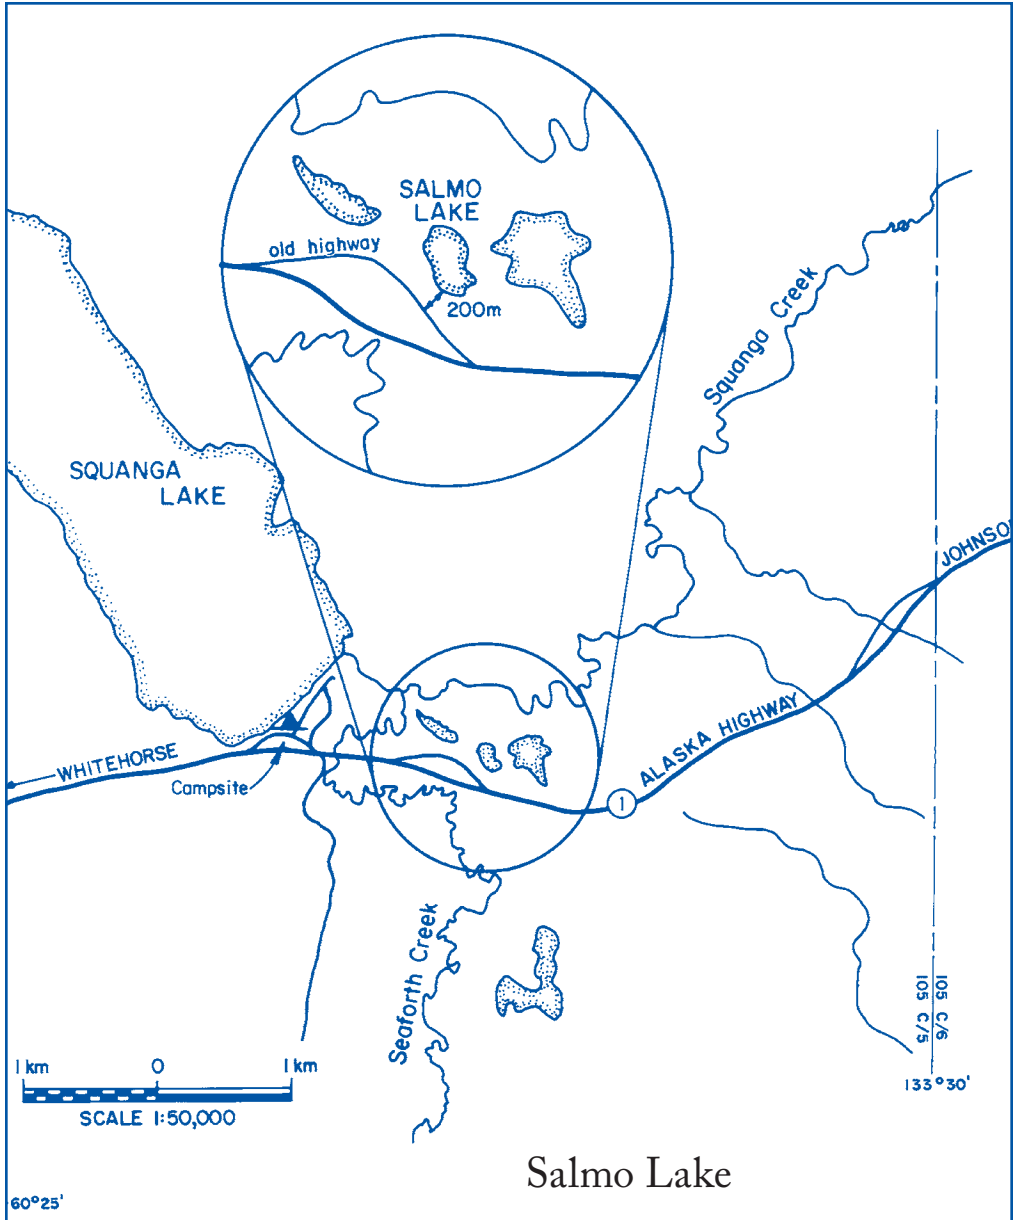 SALMO
LAKE
old highway
200m
Squanga Creek
SQUANGA
LAKE
JOHNSO
ALASKA HIGHWAY
1
WHITEHORSE
Campsite
Seaforth Creek
105 C/6
105 C/5
1 km 0 1 km
SCALE 1:50,000
133°30'
Salmo Lake
60°25'